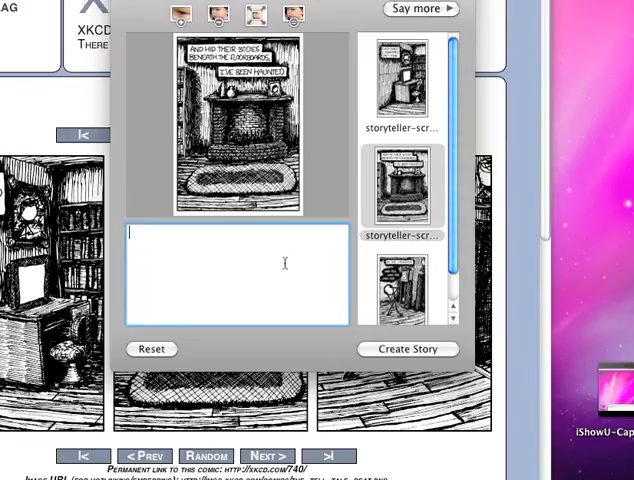 Say more
XKCD
THERE
AND HID THEIR BODIES
BENEATH THE FLOORBOARDS,
I'VE BEEN HAUNTED
storyteller-scr...
storyteller-scr...
|<
Reset
Create Story
|<
< PREV
RANDOM
NEXT >
>|
PERMANENT LINK TO THIS COMIC: HTTP://XKCD.COM/740/
iShowU-Cap